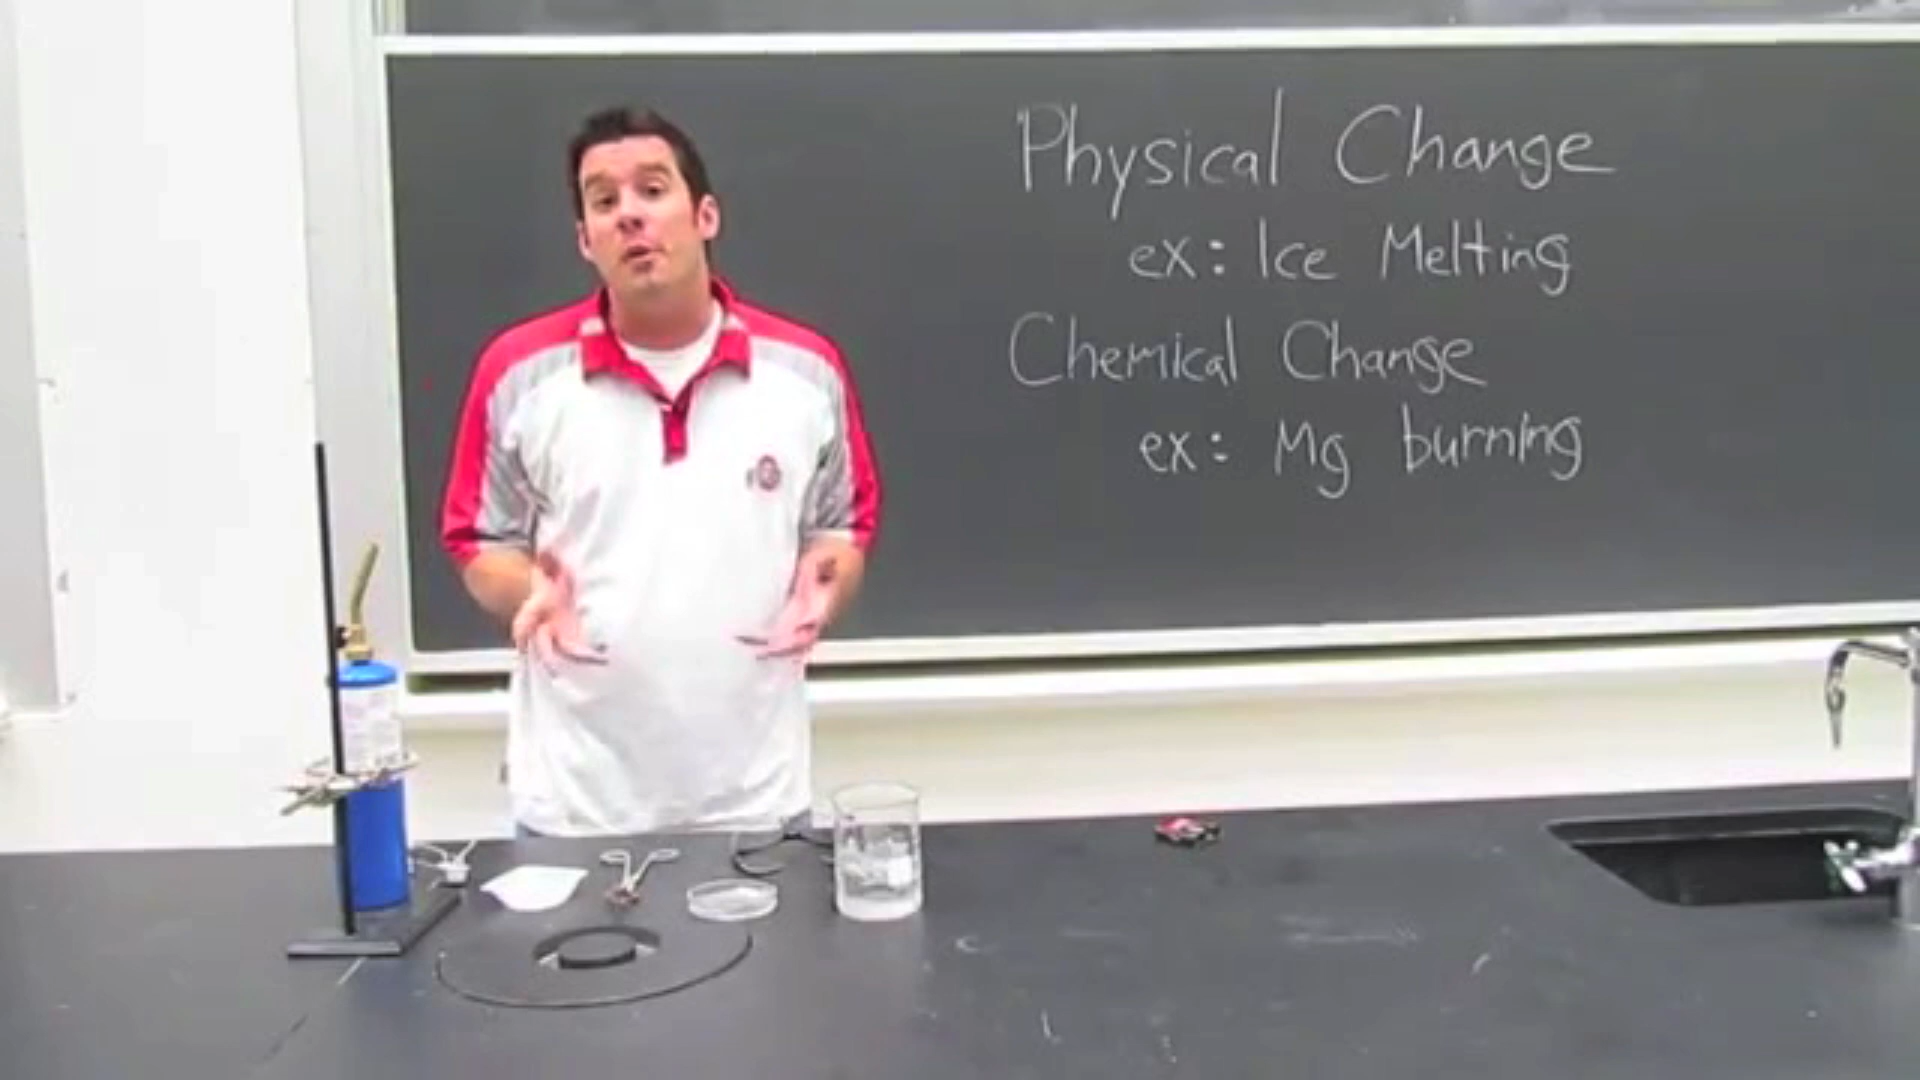 Physical Change
ex: Ice Melting
Chemical Change
ex: Mg burning